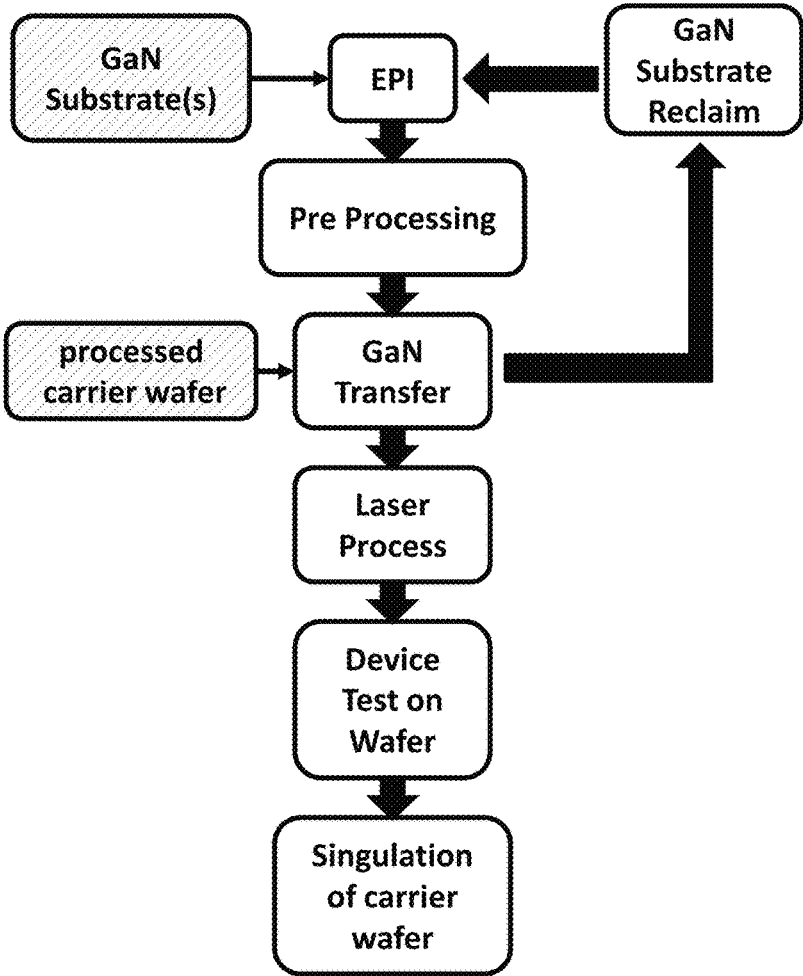 GaN
Substrate(s)
EPI
GaN
Substrate
Reclaim
Pre Processing
processed
carrier wafer
GaN
Transfer
Laser
Process
Device
Test on
Wafer
Singulation
of carrier
wafer